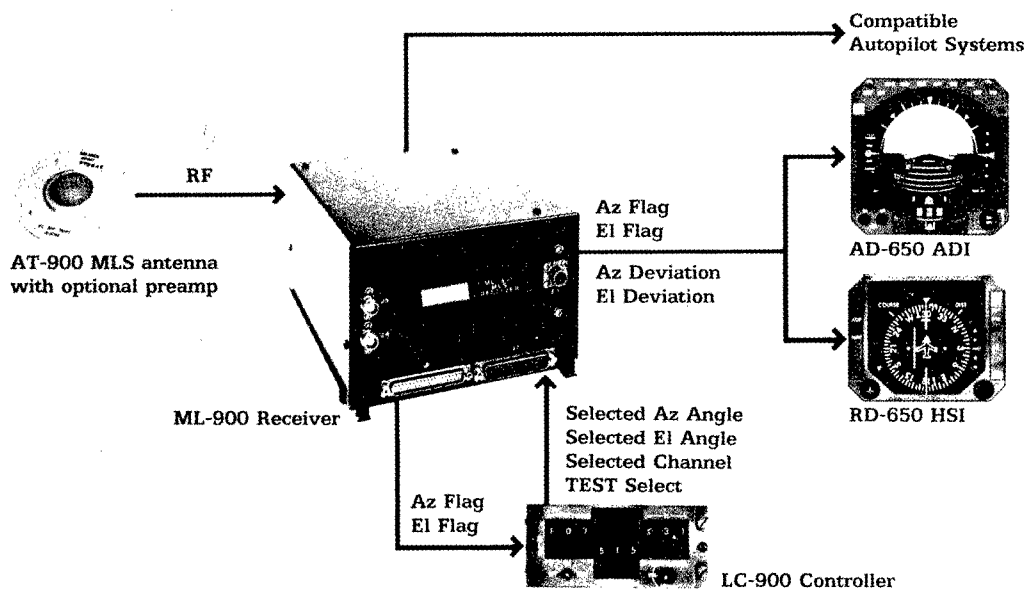 Compatible
Autopilot Systems
RF
Az Flag
El Flag
AD-650 ADI
AT-900 MLS antenna
with optional preamp
Az Deviation
El Deviation
ML-900 Receiver
RD-650 HSI
Selected Az Angle
Selected El Angle
Selected Channel
TEST Select
Az Flag
El Flag
LC-900 Controller